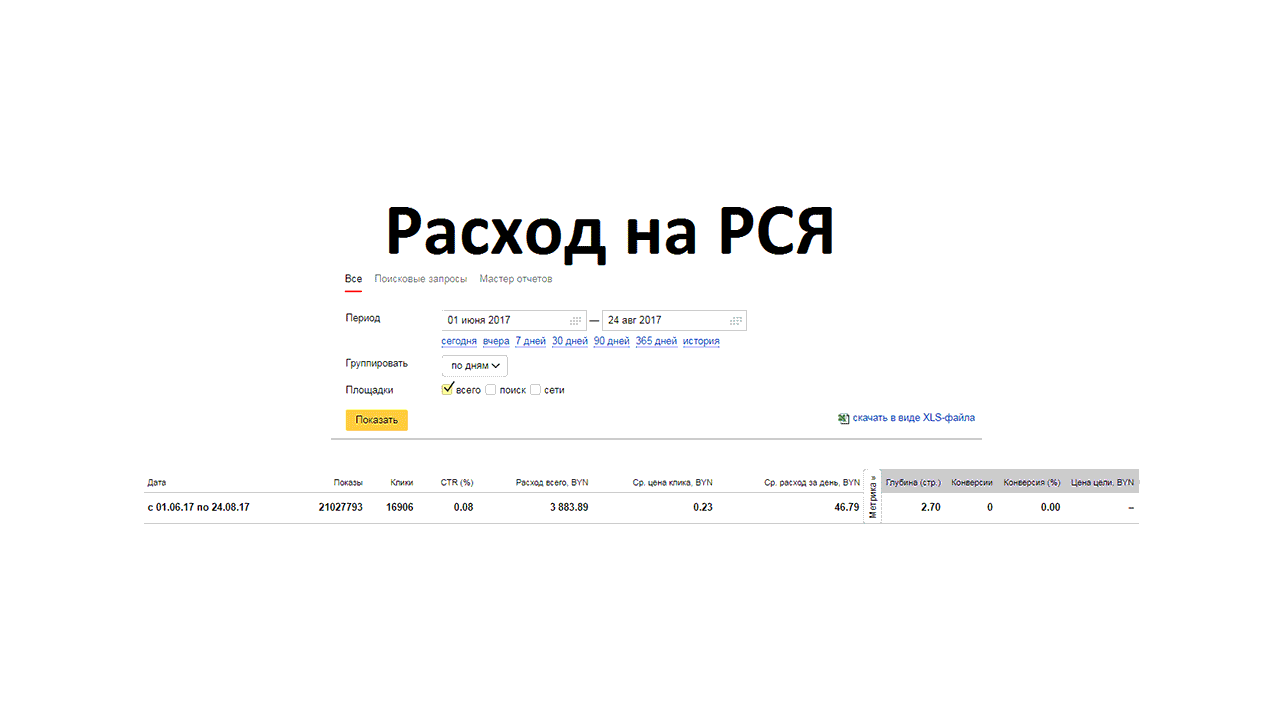 Расход на РСЯ
Все Поисковые запросы Мастер отчетов
Период 01 июня 2017 — 24 авг 2017
сегодня вчера 7 дней 30 дней 90 дней 365 дней история
Группировать по дням
Площадки всего поиск сети
Показать скачать в виде XLS-файла
Дата Показы Клики CTR (%) Расход всего, BYN Ср. цена клика, BYN Ср. расход за день, BYN Метрика » Глубина (стр.) Конверсии Конверсия (%) Цена цели, BYN
с 01.06.17 по 24.08.17 21027793 16906 0.08 3 883.89 0.23 46.79 2.70 0 0.00 –